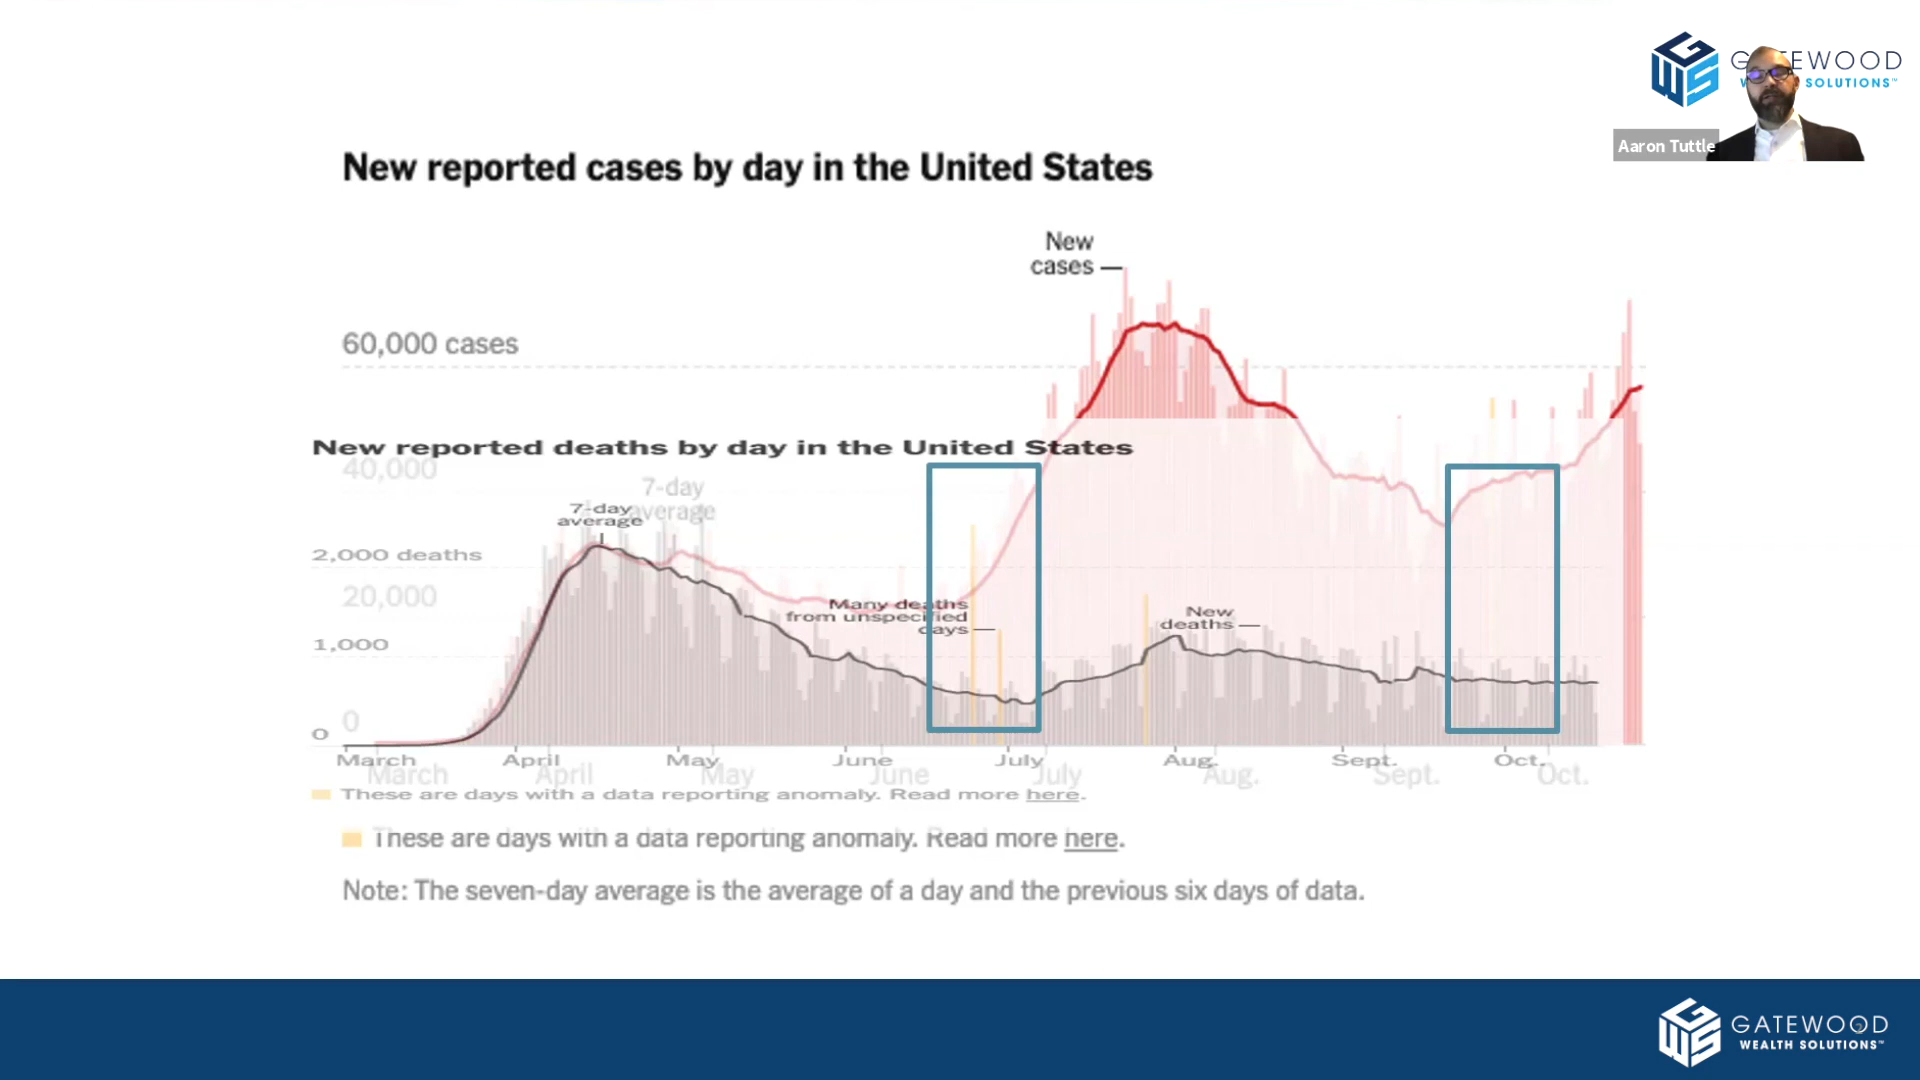 GATEWOOD
SOLUTIONS™
Aaron Tuttle
New reported cases by day in the United States
New
cases
60,000 cases
New reported deaths by day in the United States
40,000
7-day
average
7-day
average
2,000 deaths
20,000
Many deaths
from unspecified
days
New
deaths
1,000
0
0
March April May June July Aug. Sept. Oct.
March April May June July Aug. Sept. Oct.
These are days with a data reporting anomaly. Read more here.
These are days with a data reporting anomaly. Read more here.
Note: The seven-day average is the average of a day and the previous six days of data.
GATEWOOD
WEALTH SOLUTIONS™